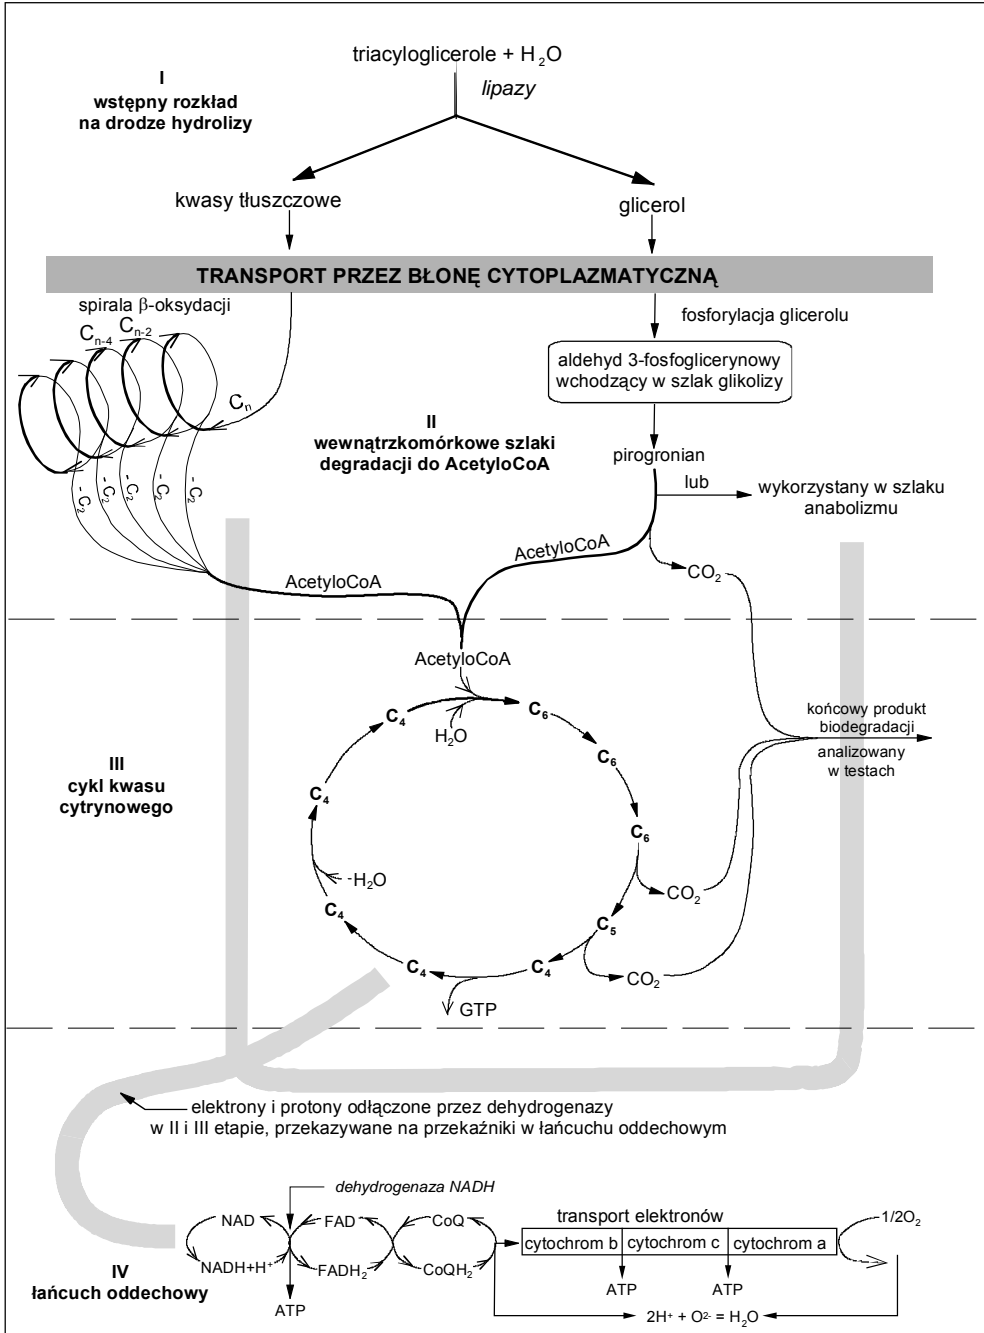 triacyloglicerole + H2O
lipazy
I
wstępny rozkład
na drodze hydrolizy
kwasy tłuszczowe
glicerol
TRANSPORT PRZEZ BŁONĘ CYTOPLAZMATYCZNĄ
spirala β-oksydacji
fosforylacja glicerolu
Cn-4
Cn-2
Cn
aldehyd 3-fosfoglicerynowy
wchodzący w szlak glikolizy
II
wewnątrzkomórkowe szlaki
degradacji do AcetyloCoA
pirogronian
lub
wykorzystany w szlaku
anabolizmu
- C2
- C2
- C2
- C2
- C2
AcetyloCoA
AcetyloCoA
CO2
AcetyloCoA
C4
H2O
C6
C6
C6
końcowy produkt
biodegradacji
analizowany
w testach
III
cykl kwasu
cytrynowego
C4
-H2O
CO2
C4
C5
C4
C4
CO2
GTP
elektrony i protony odłączone przez dehydrogenazy
w II i III etapie, przekazywane na przekaźniki w łańcuchu oddechowym
dehydrogenaza NADH
NAD
FAD
CoQ
transport elektronów
1/2O2
cytochrom b
cytochrom c
cytochrom a
NADH+H+
FADH2
CoQH2
IV
łańcuch oddechowy
ATP
ATP
ATP
2H+ + O2- = H2O